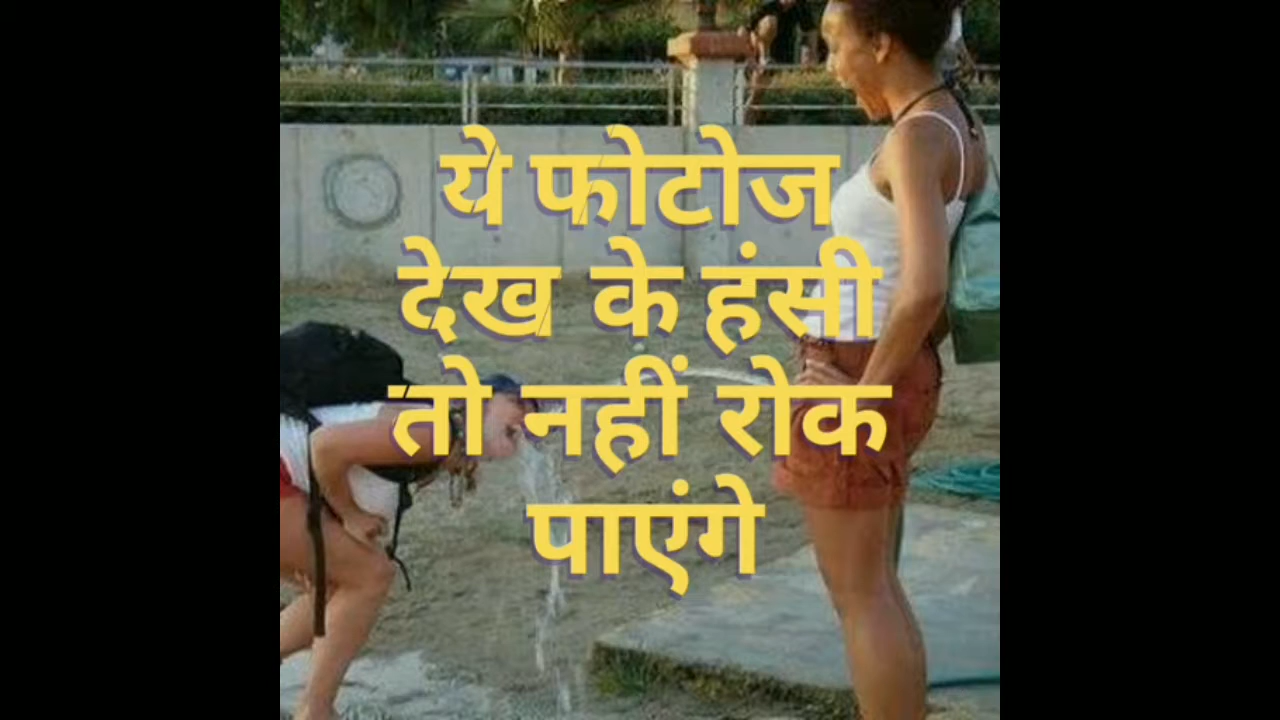 ये फोटोज
देख के हंसी
तो नहीं रोक
पाएंगे